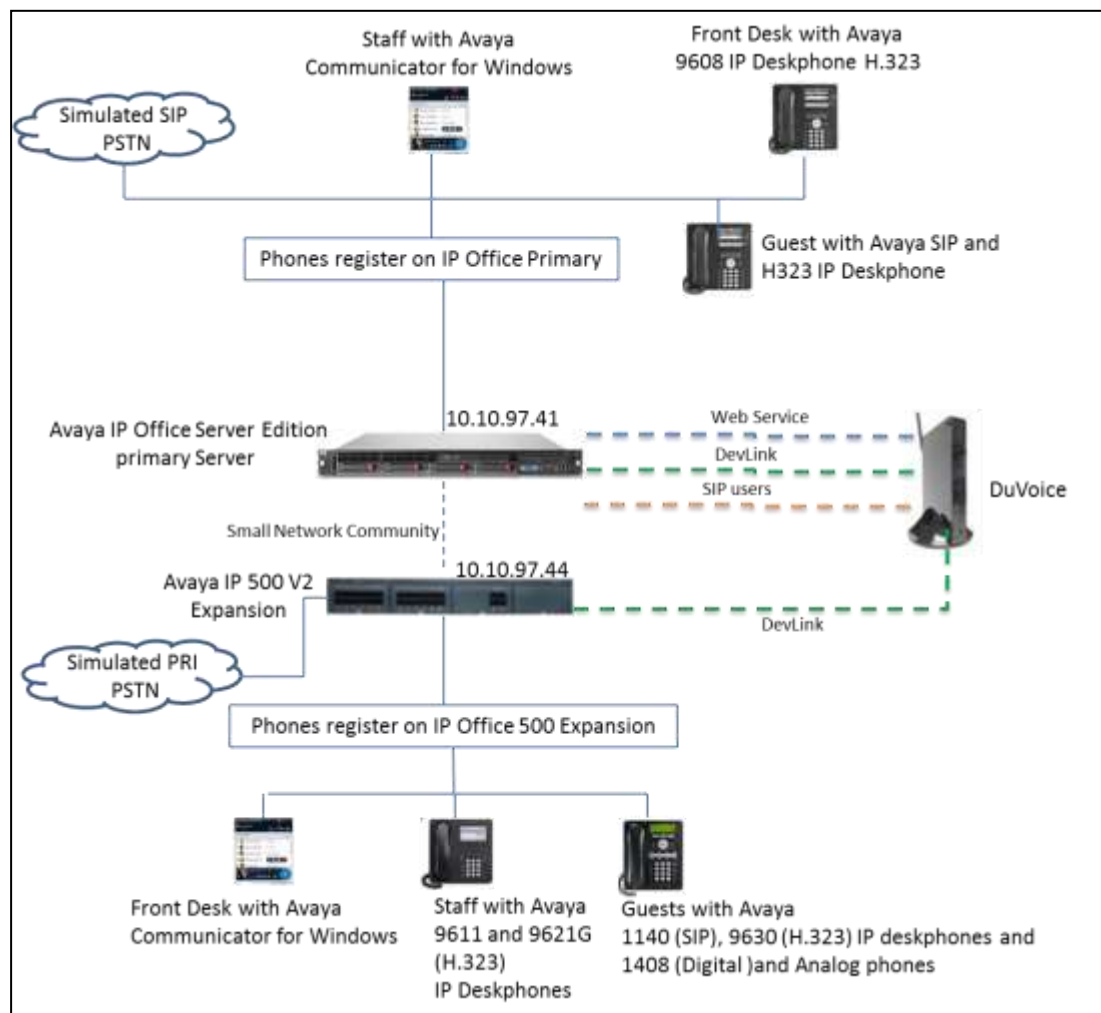 Staff with Avaya
Communicator for Windows
Front Desk with Avaya
9608 IP Deskphone H.323
Simulated SIP
PSTN
Phones register on IP Office Primary
Guest with Avaya SIP and
H323 IP Deskphone
10.10.97.41
Avaya IP Office Server Edition
primary Server
Web Service
DevLink
SIP users
DuVoice
Small Network Community
10.10.97.44
Avaya IP 500 V2
Expansion
DevLink
Simulated PRI
PSTN
Phones register on IP Office 500 Expansion
Front Desk with Avaya
Communicator for Windows
Staff with Avaya
9611 and 9621G
(H.323)
IP Deskphones
Guests with Avaya
1140 (SIP), 9630 (H.323) IP deskphones and
1408 (Digital )and Analog phones